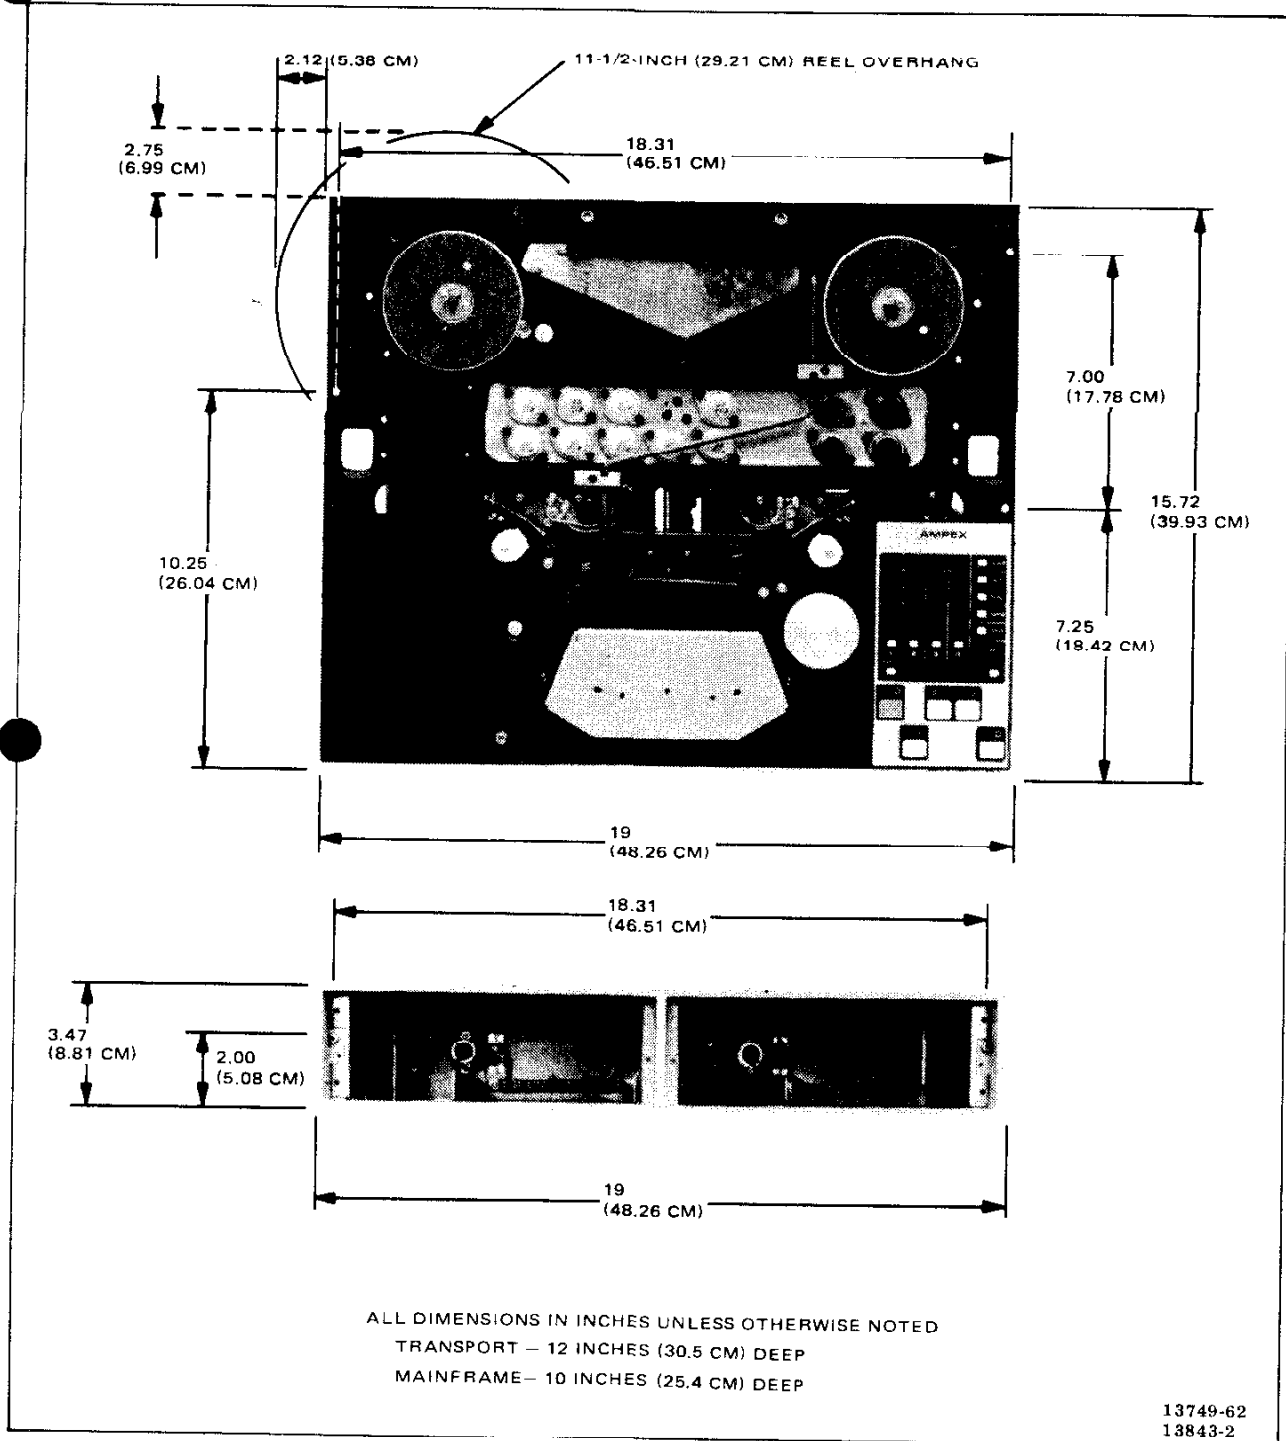 2.12 (5.38 CM)
11-1/2-INCH (29.21 CM) REEL OVERHANG
2.75
(6.99 CM)
18.31
(46.51 CM)
7.00
(17.78 CM)
15.72
(39.93 CM)
AMPEX
10.25
(26.04 CM)
7.25
(18.42 CM)
19
(48.26 CM)
18.31
(46.51 CM)
3.47
(8.81 CM)
2.00
(5.08 CM)
19
(48.26 CM)
ALL DIMENSIONS IN INCHES UNLESS OTHERWISE NOTED
TRANSPORT – 12 INCHES (30.5 CM) DEEP
MAINFRAME– 10 INCHES (25.4 CM) DEEP
13749-62
13843-2